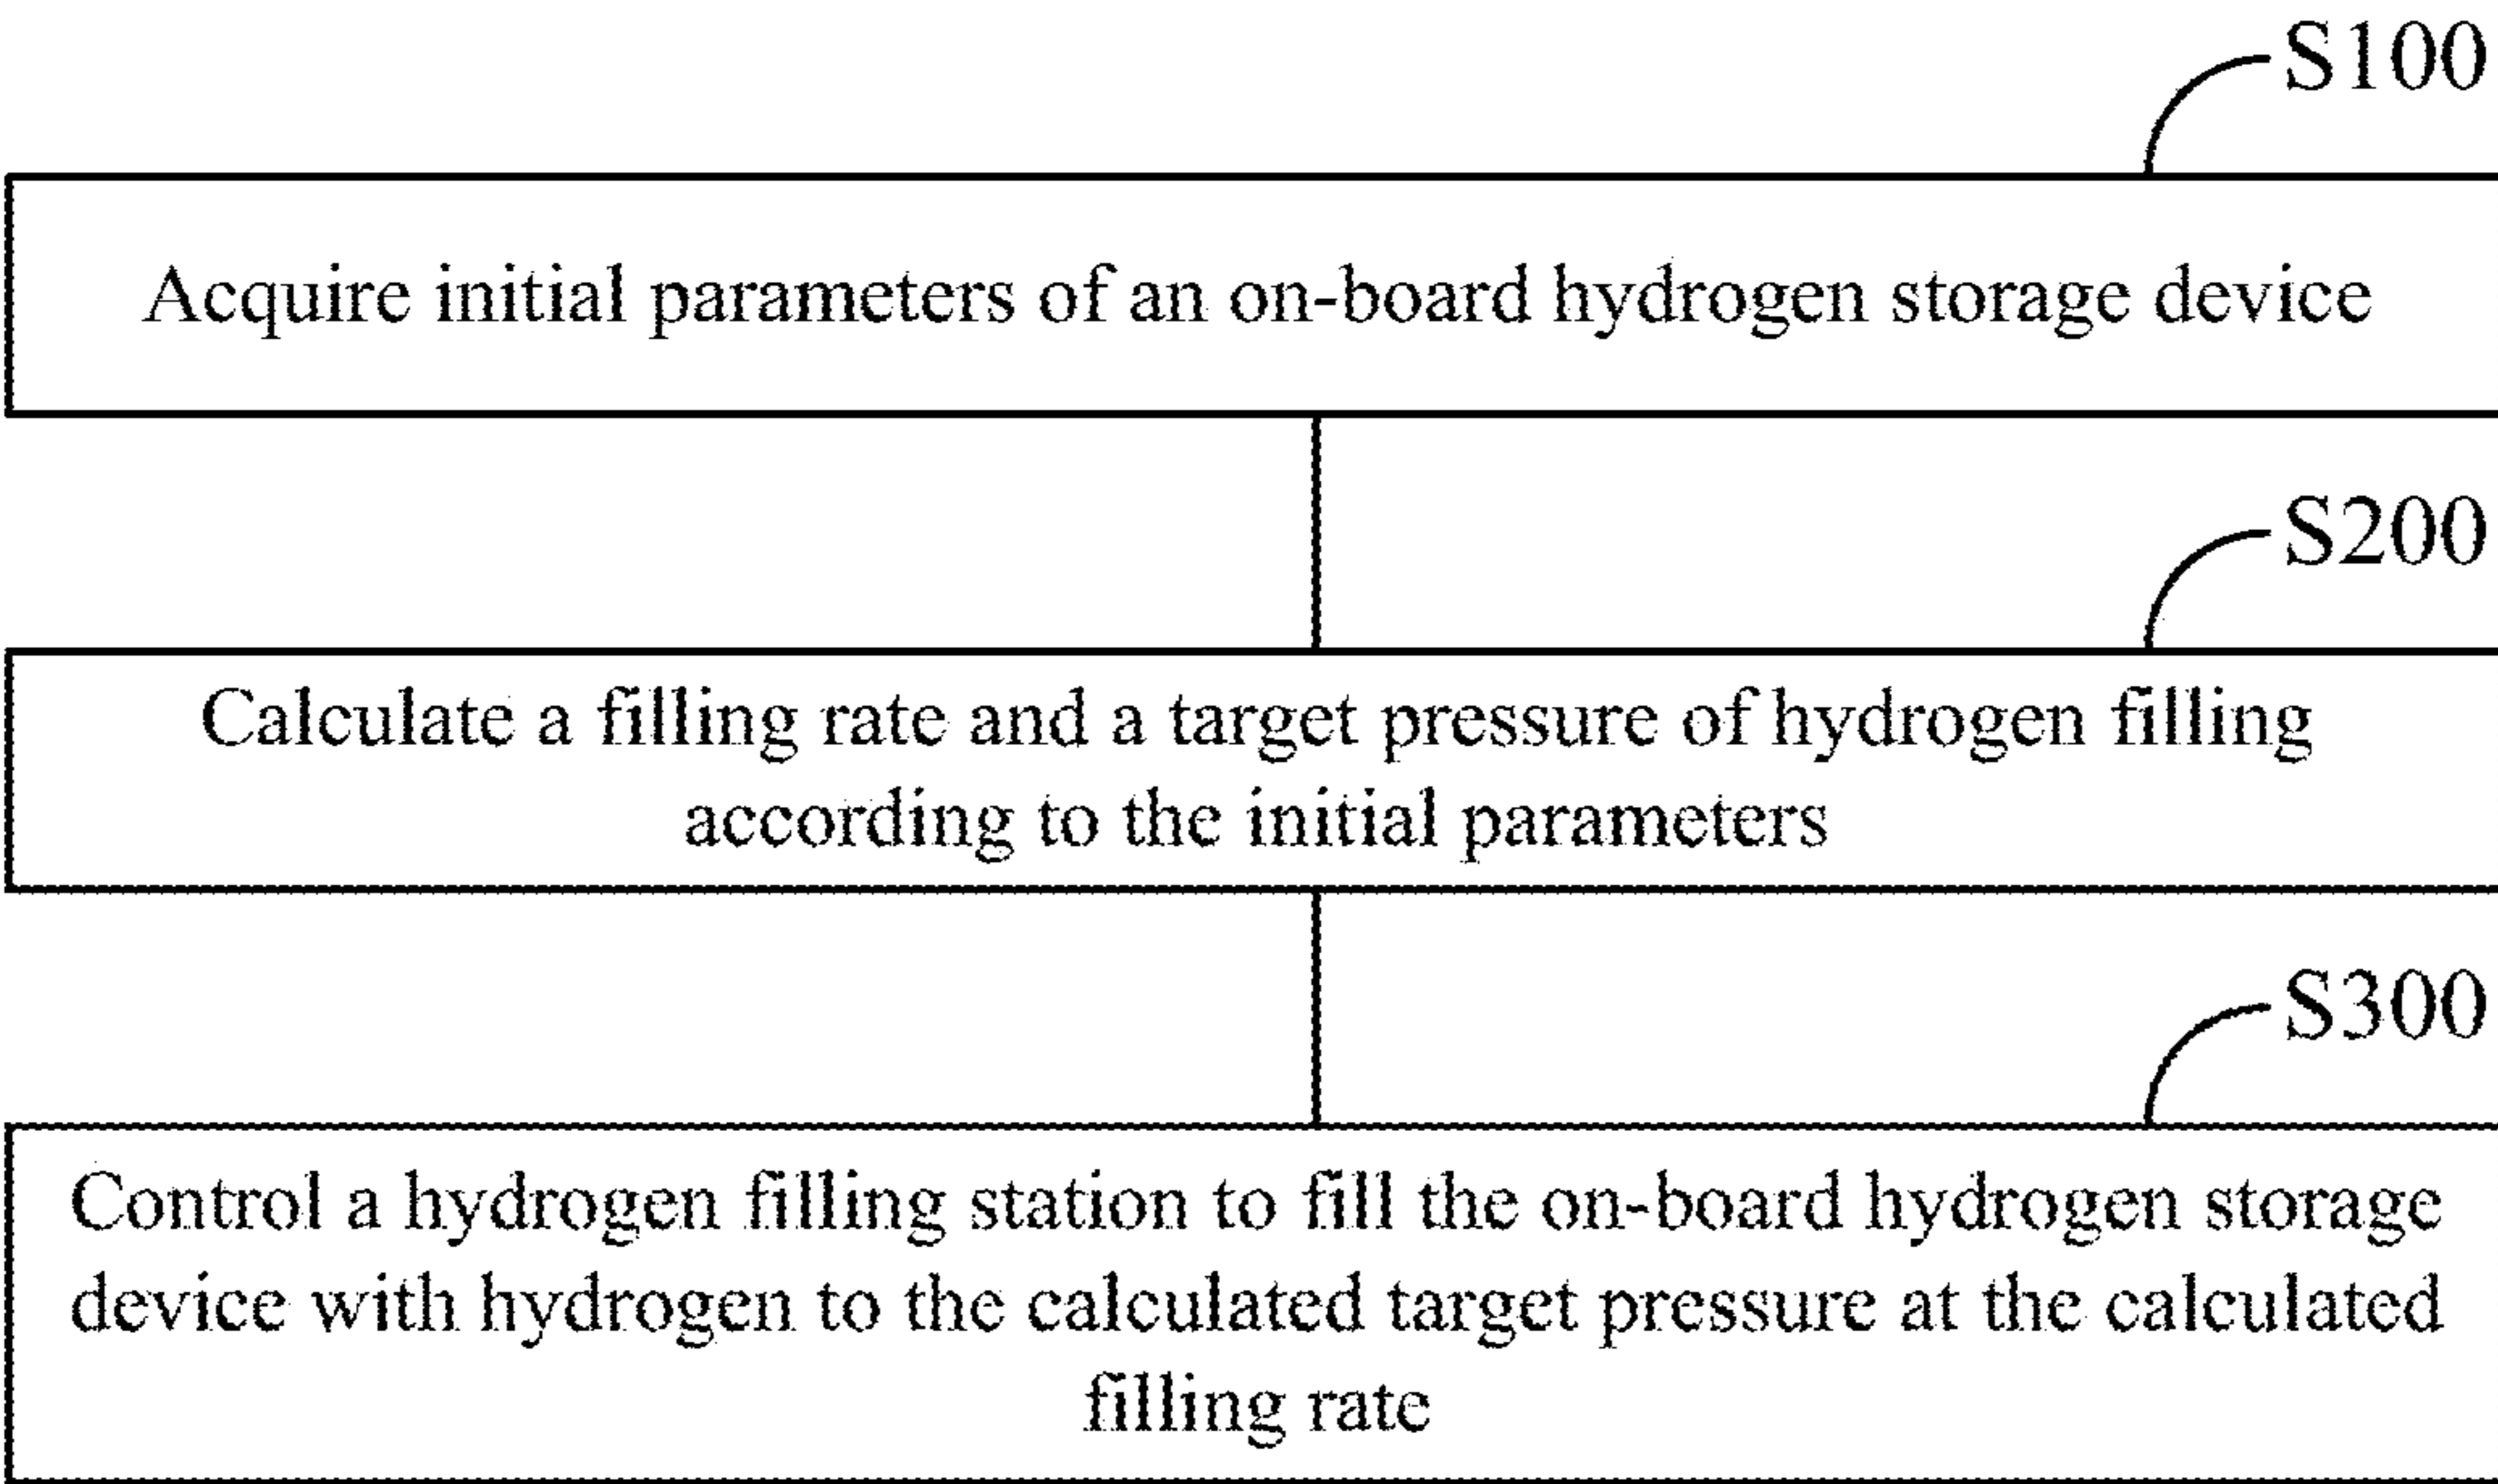 S100
Acquire initial parameters of an on-board hydrogen storage device
S200
Calculate a filling rate and a target pressure of hydrogen filling
according to the initial parameters
S300
Control a hydrogen filling station to fill the on-board hydrogen storage
device with hydrogen to the calculated target pressure at the calculated
filling rate